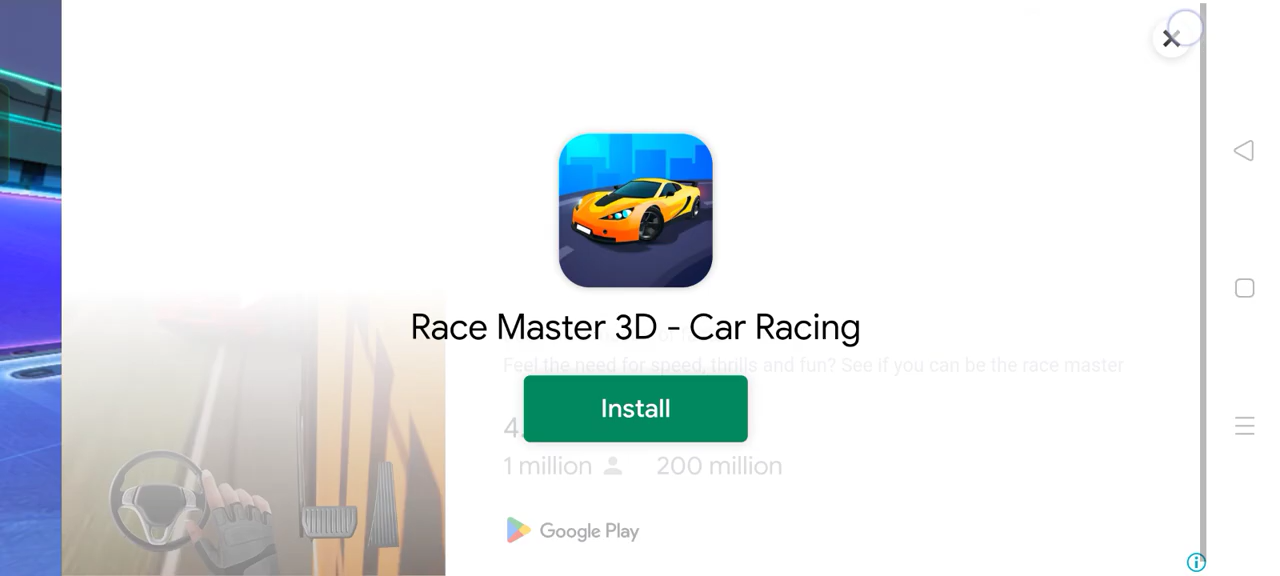 Race Master 3D - Car Racing
Feel the need for speed, thrills and fun? See if you can be the race master
Install
4.
1 million 200 million
Google Play